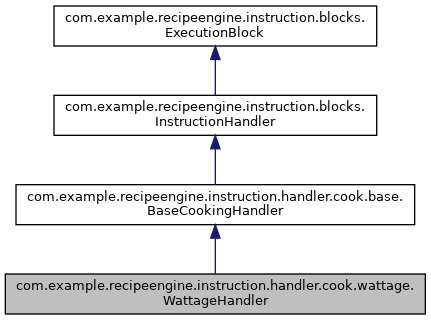 com.example.recipeengine.instruction.blocks.
ExecutionBlock
com.example.recipeengine.instruction.blocks.
InstructionHandler
com.example.recipeengine.instruction.handler.cook.base.
BaseCookingHandler
com.example.recipeengine.instruction.handler.cook.wattage.
WattageHandler